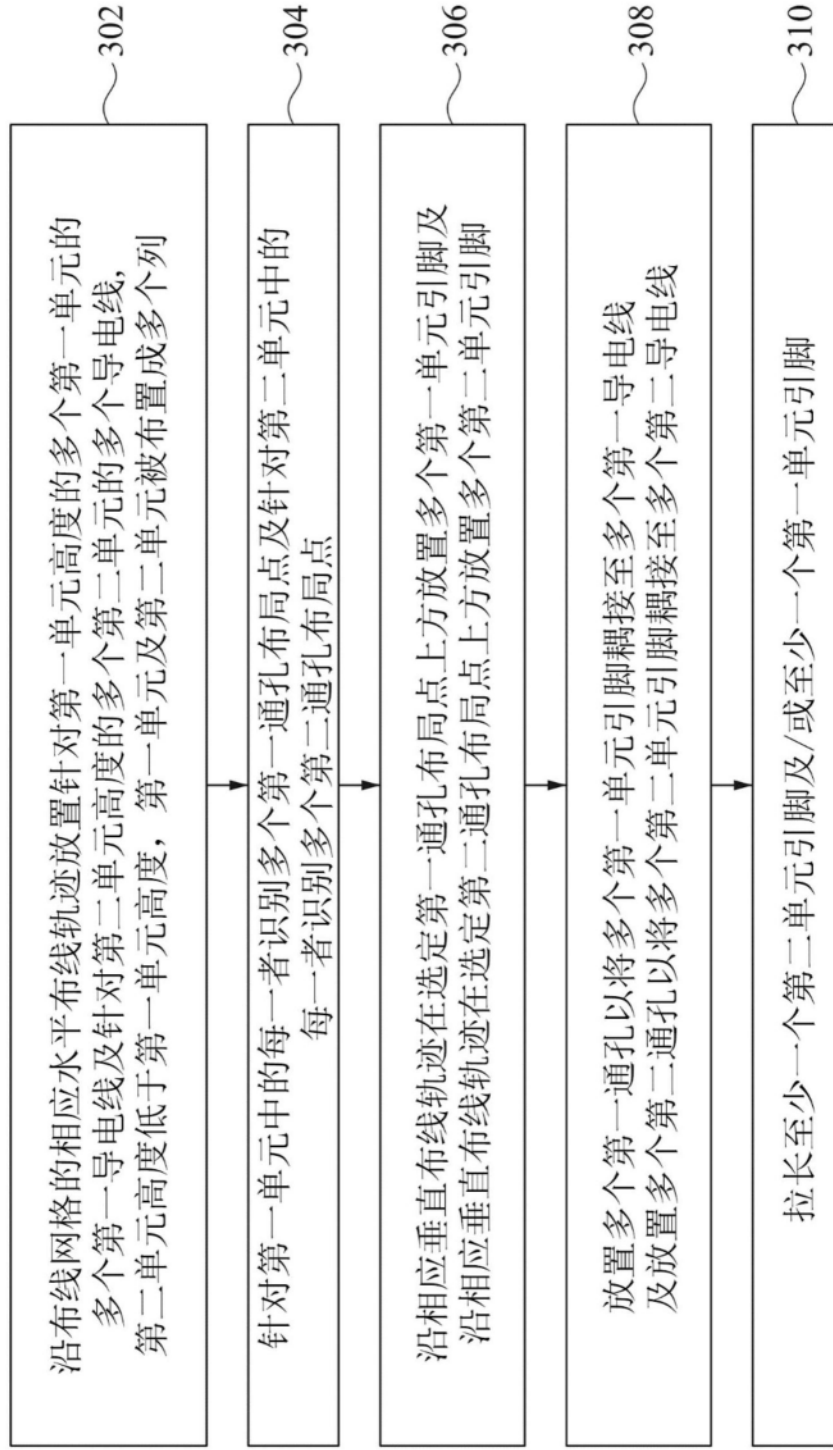 沿布线网格的相应水平布线轨迹放置针对第一单元高度的多个第一单元的
多个第一导电线及针对第二单元高度的多个第二单元的多个导电线,
第二单元高度低于第一单元高度，第一单元及第二单元被布置成多个列
302
针对第一单元中的每一者识别多个第一通孔布局点及针对第二单元中的
每一者识别多个第二通孔布局点
304
沿相应垂直布线轨迹在选定第一通孔布局点上方放置多个第一单元引脚及
沿相应垂直布线轨迹在选定第二通孔布局点上方放置多个第二单元引脚
306
放置多个第一通孔以将多个第一单元引脚耦接至多个第一导电线
及放置多个第二通孔以将多个第二单元引脚耦接至多个第二导电线
308
拉长至少一个第二单元引脚及/或至少一个第一单元引脚
310